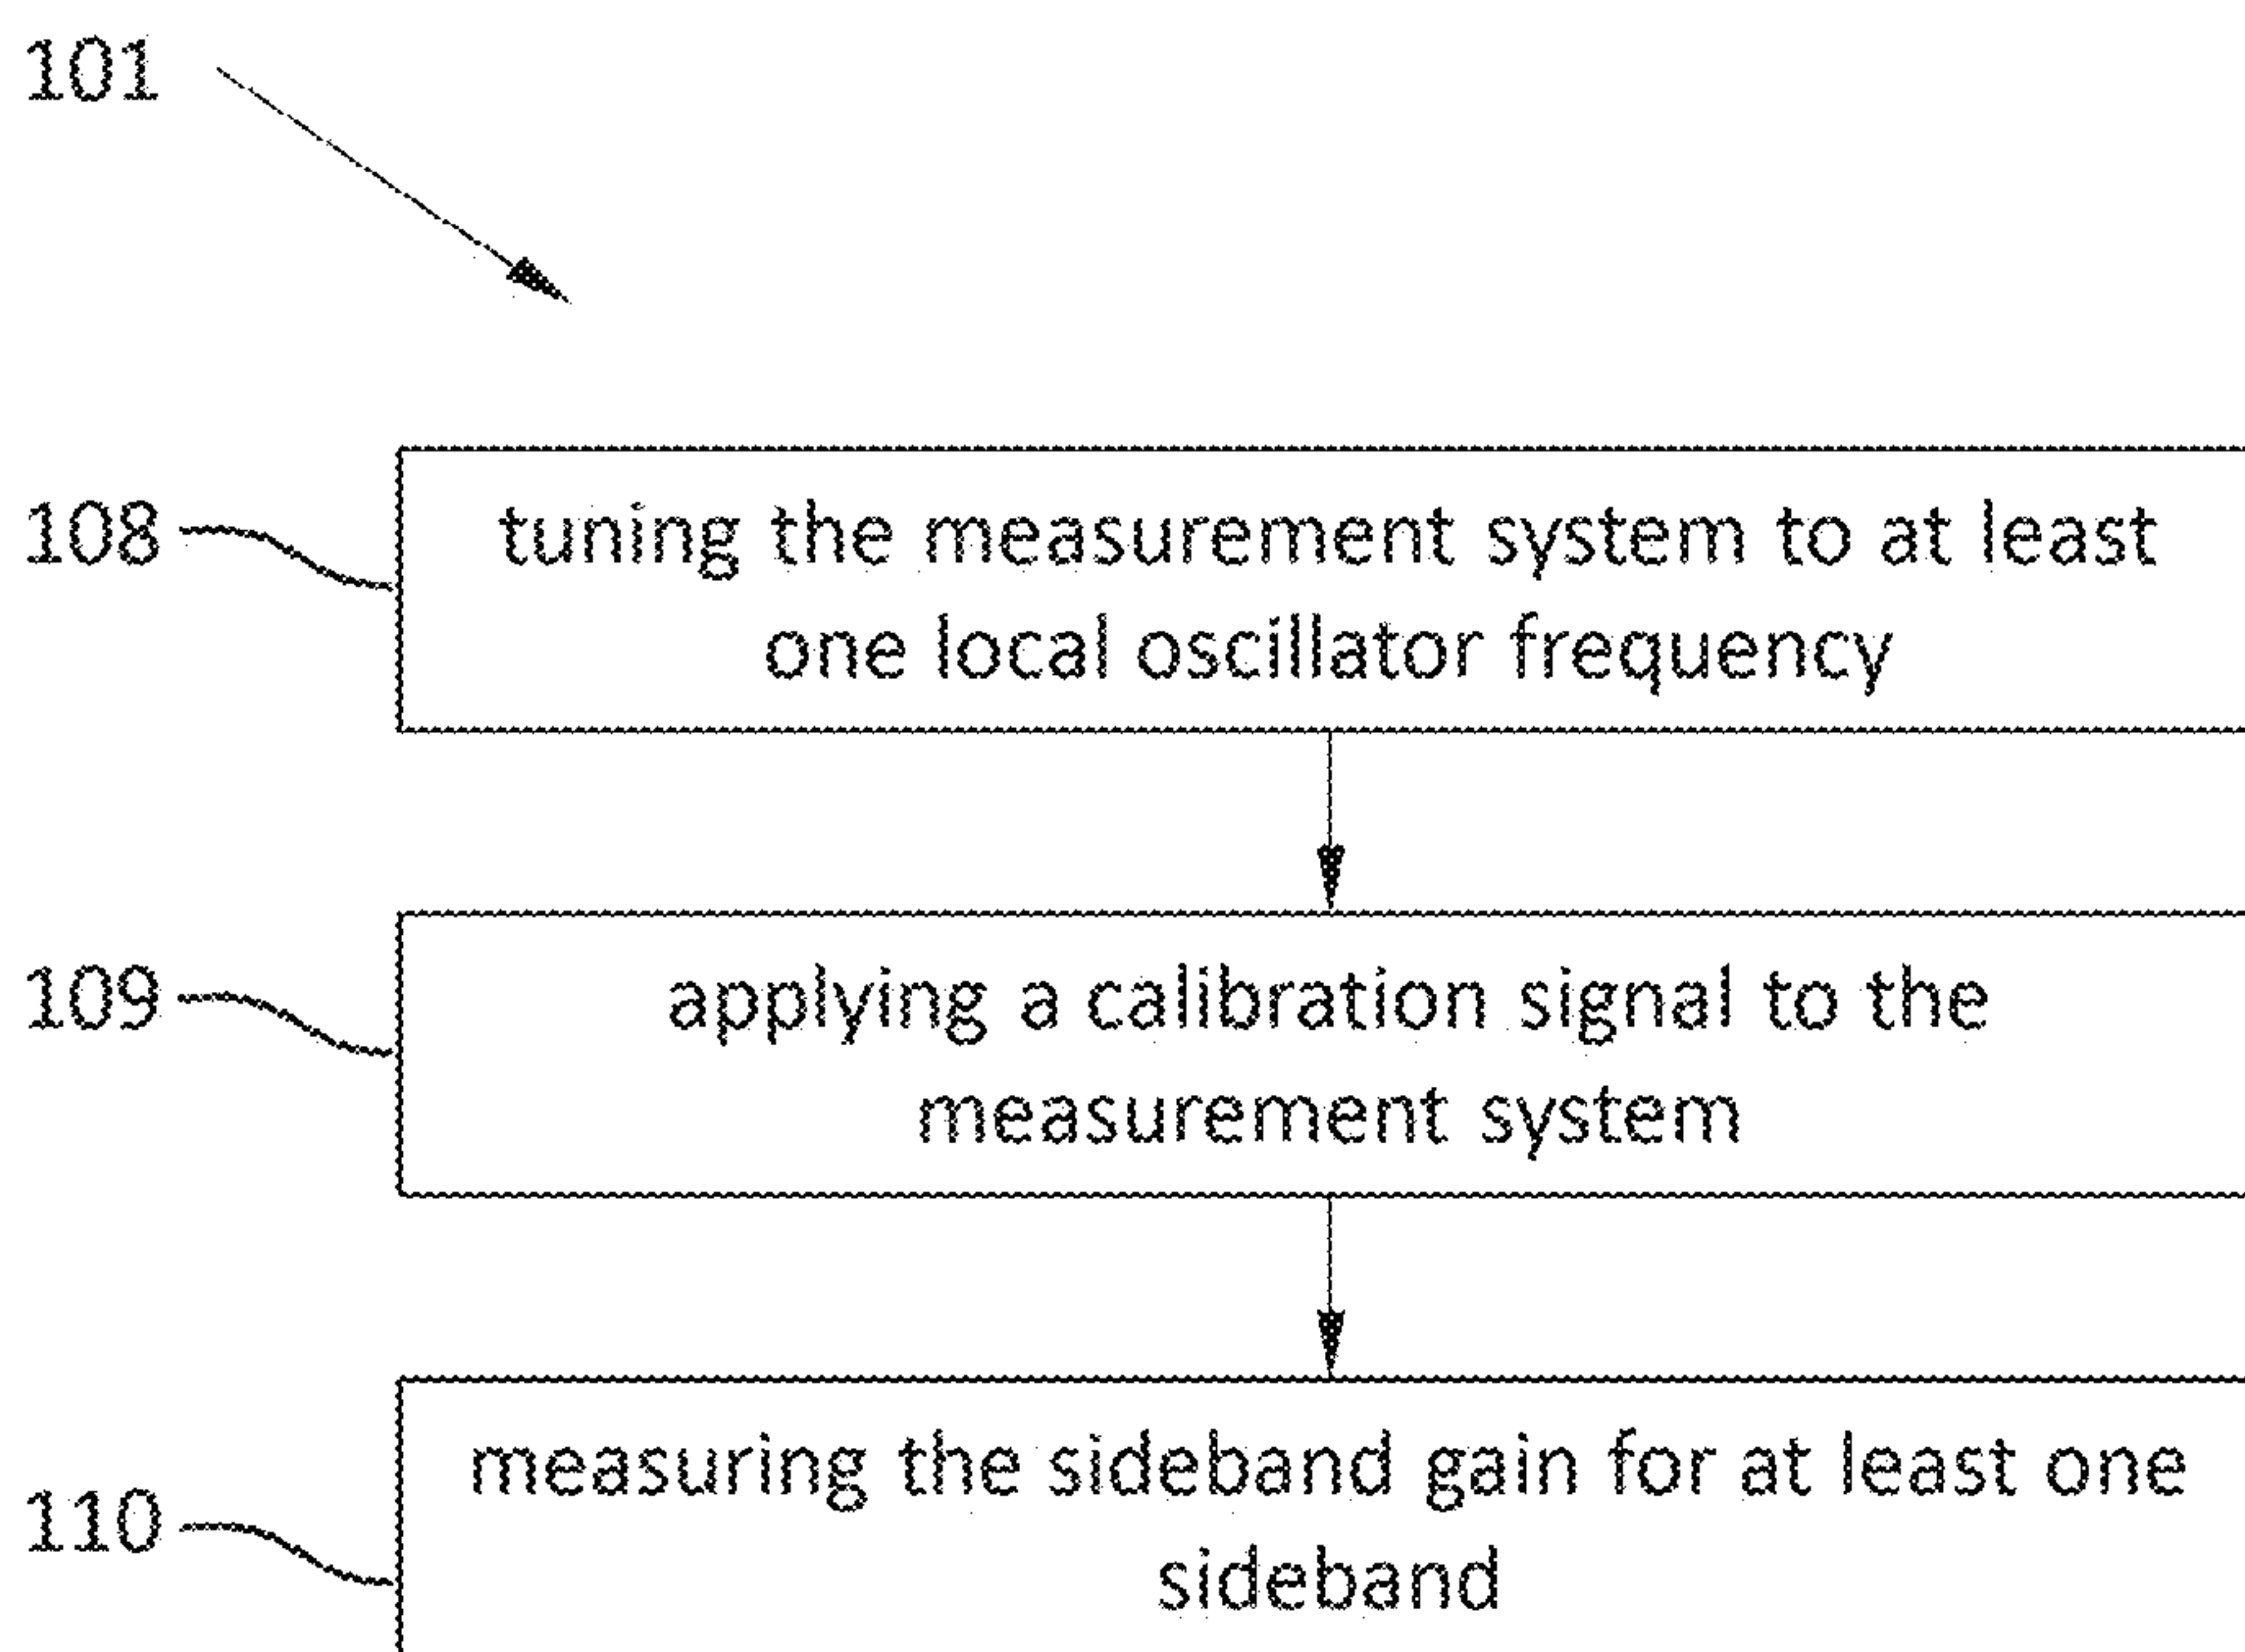 101
108
tuning the measurement system to at least
one local oscillator frequency
109
applying a calibration signal to the
measurement system
110
measuring the sideband gain for at least one
sideband